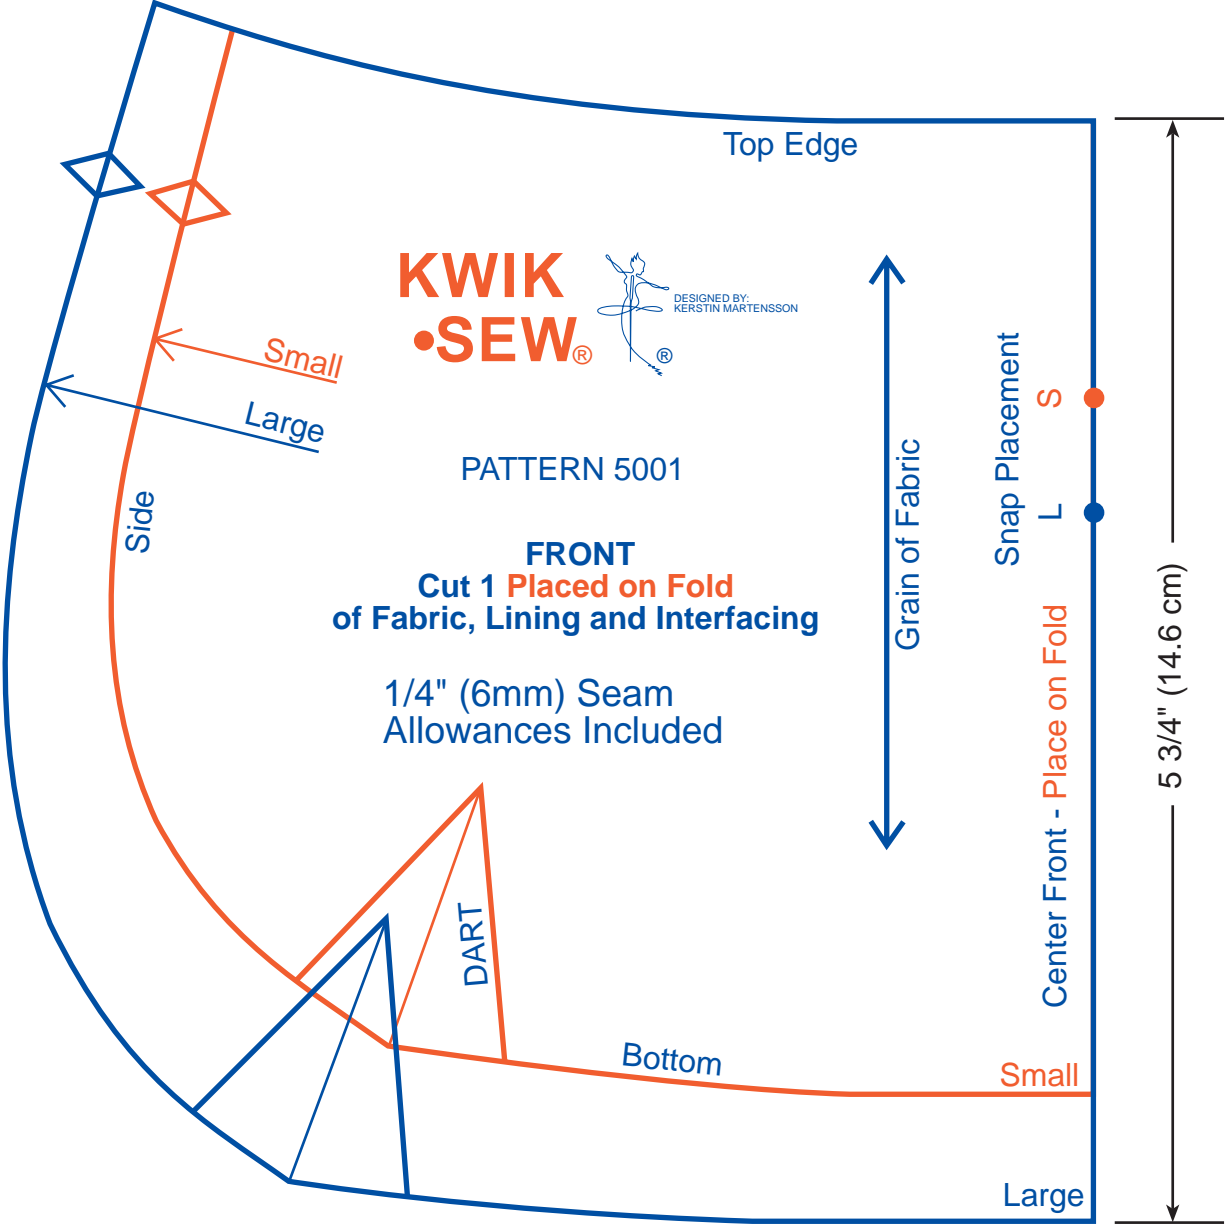 Top Edge
KWIK
•SEW®
DESIGNED BY:
KERSTIN MARTENSSON
®
Small
Large
Side
PATTERN 5001
FRONT
Cut 1 Placed on Fold
of Fabric, Lining and Interfacing
1/4" (6mm) Seam
Allowances Included
Grain of Fabric
Snap Placement
S
L
Center Front - Place on Fold
5 3/4" (14.6 cm)
DART
Bottom
Small
Large